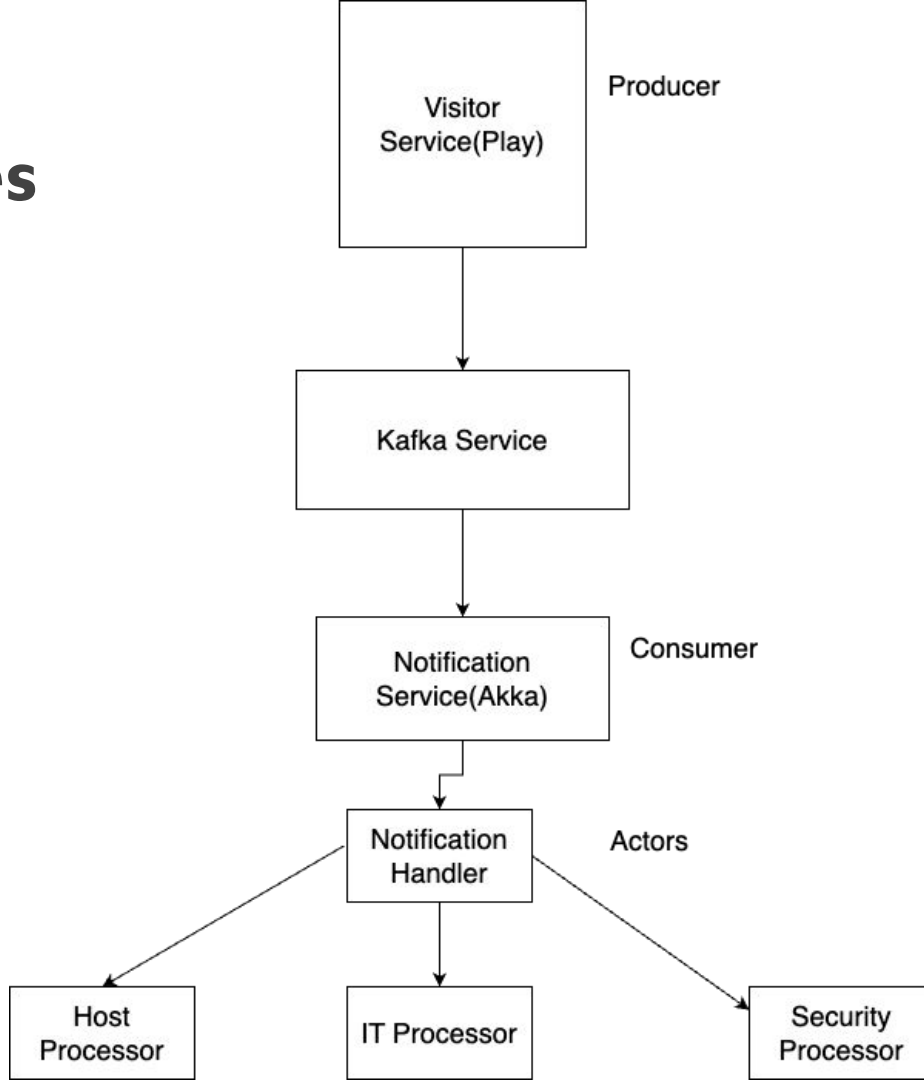 Visitor
Service(Play)
Producer
Kafka Service
Notification
Service(Akka)
Consumer
Notification
Handler
Actors
Host
Processor
IT Processor
Security
Processor